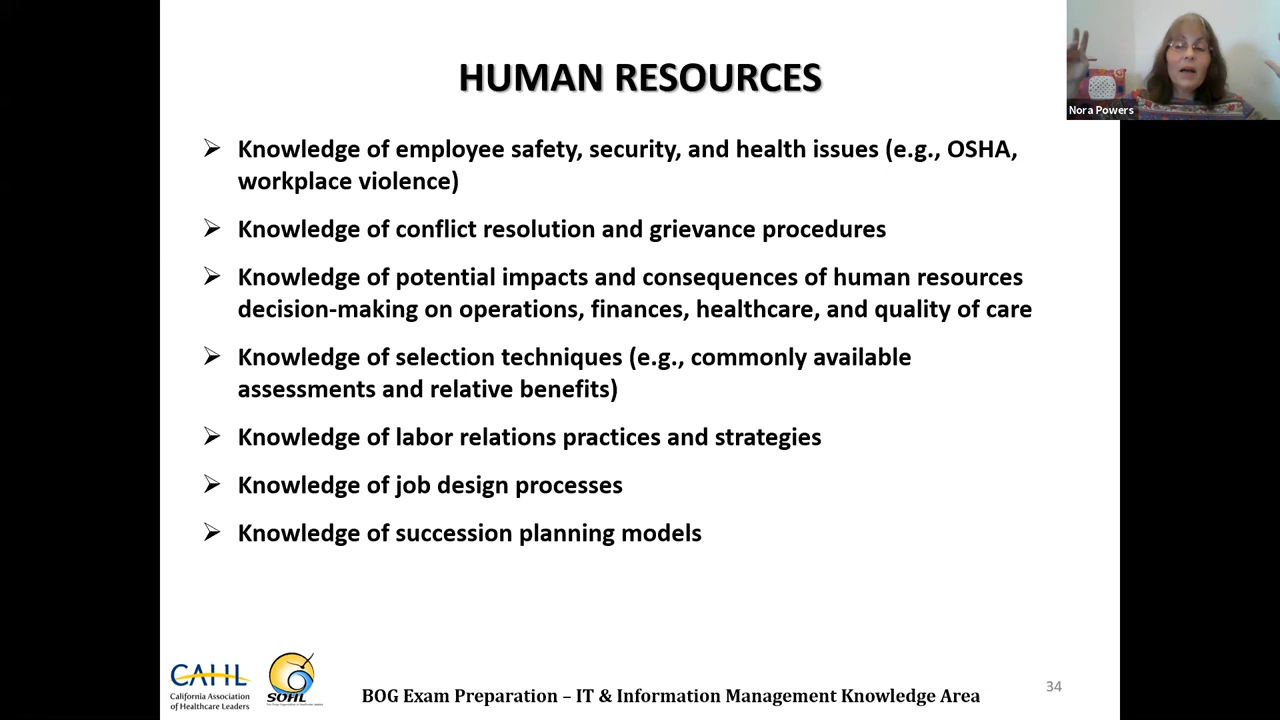 HUMAN RESOURCES
Nora Powers
Knowledge of employee safety, security, and health issues (e.g., OSHA,
workplace violence)
Knowledge of conflict resolution and grievance procedures
Knowledge of potential impacts and consequences of human resources
decision-making on operations, finances, healthcare, and quality of care
Knowledge of selection techniques (e.g., commonly available
assessments and relative benefits)
Knowledge of labor relations practices and strategies
Knowledge of job design processes
Knowledge of succession planning models
CAHL
California Association
of Healthcare Leaders
SOHL
BOG Exam Preparation – IT & Information Management Knowledge Area
34